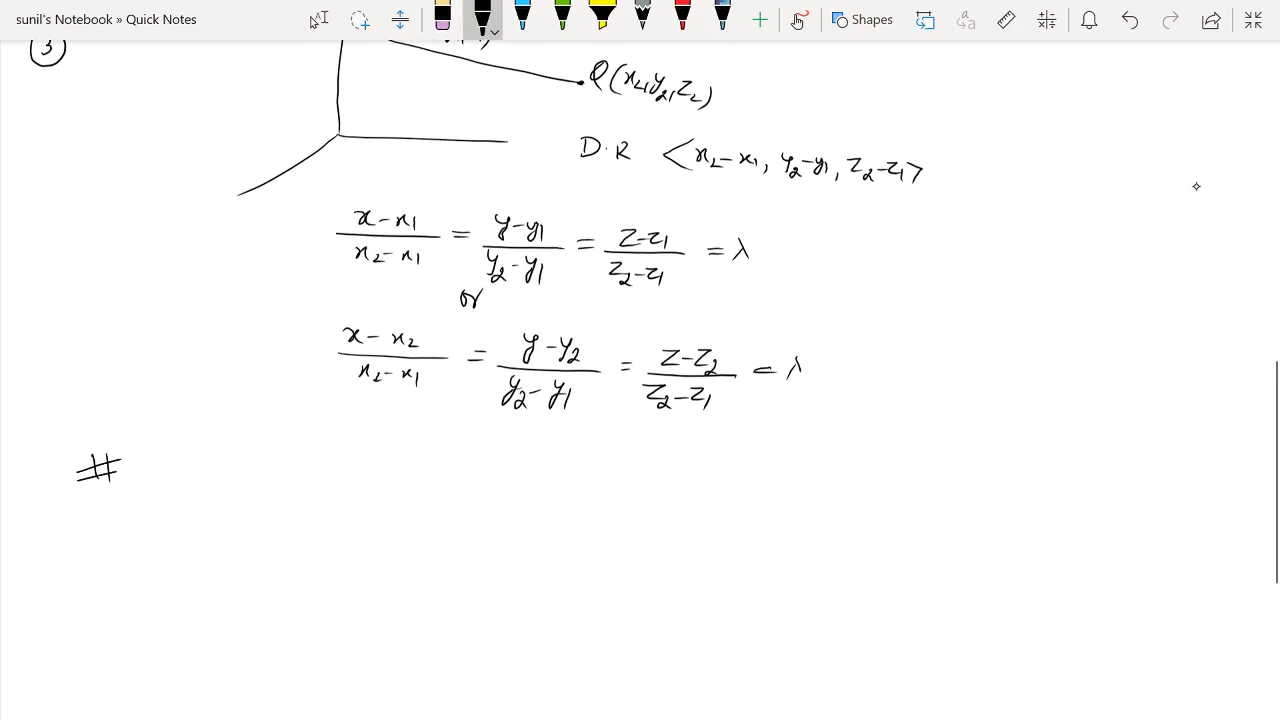 sunil's Notebook » Quick Notes
Shapes
3
Q(x₂, y₂, z₂)
D.R <x₂-x₁, y₂-y₁, z₂-z₁>
(x-x₁)/(x₂-x₁) = (y-y₁)/(y₂-y₁) = (z-z₁)/(z₂-z₁) = λ
or
(x-x₂)/(x₂-x₁) = (y-y₂)/(y₂-y₁) = (z-z₂)/(z₂-z₁) = λ
#